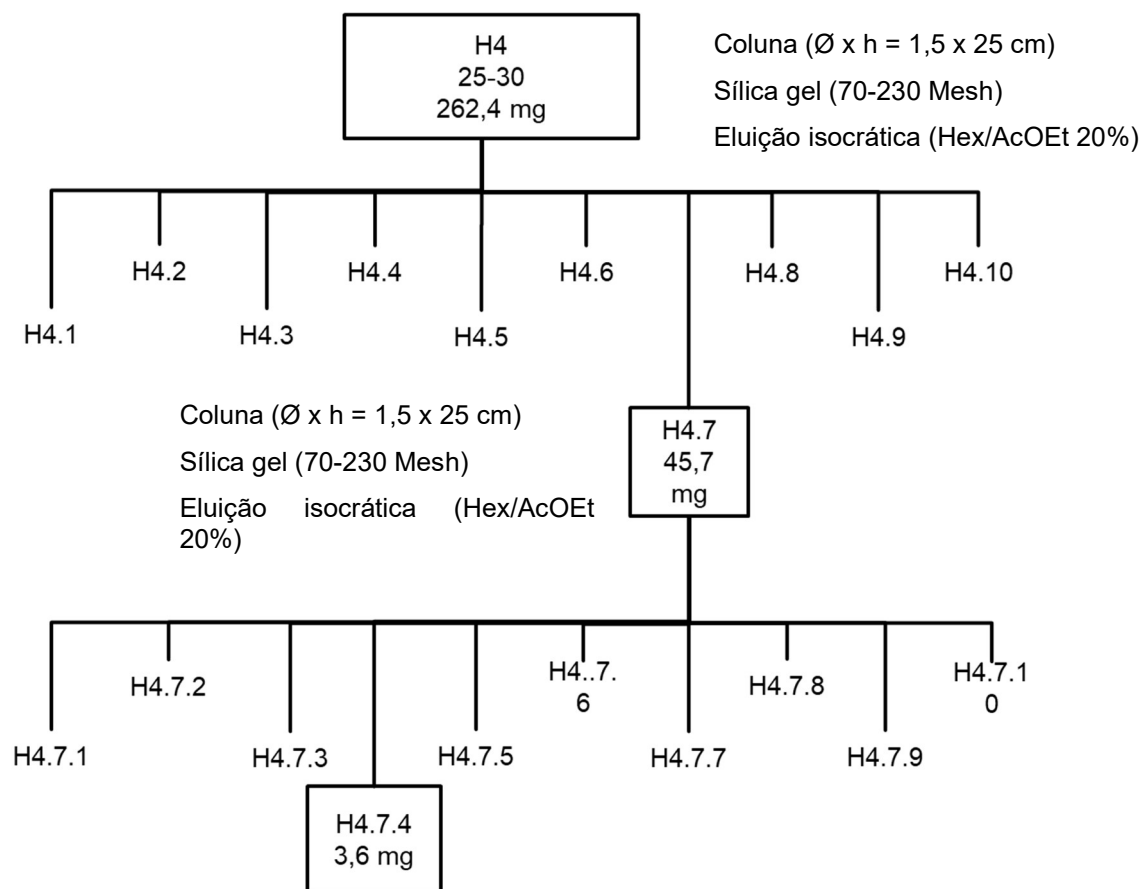 H4
25-30
262,4 mg
Coluna (Ø x h = 1,5 x 25 cm)
Sílica gel (70-230 Mesh)
Eluição isocrática (Hex/AcOEt 20%)
H4.1
H4.2
H4.3
H4.4
H4.5
H4.6
H4.8
H4.9
H4.10
Coluna (Ø x h = 1,5 x 25 cm)
Sílica gel (70-230 Mesh)
Eluição isocrática (Hex/AcOEt
20%)
H4.7
45,7
mg
H4.7.1
H4.7.2
H4.7.3
H4.7.4
3,6 mg
H4.7.5
H4..7.
6
H4.7.7
H4.7.8
H4.7.9
H4.7.1
0